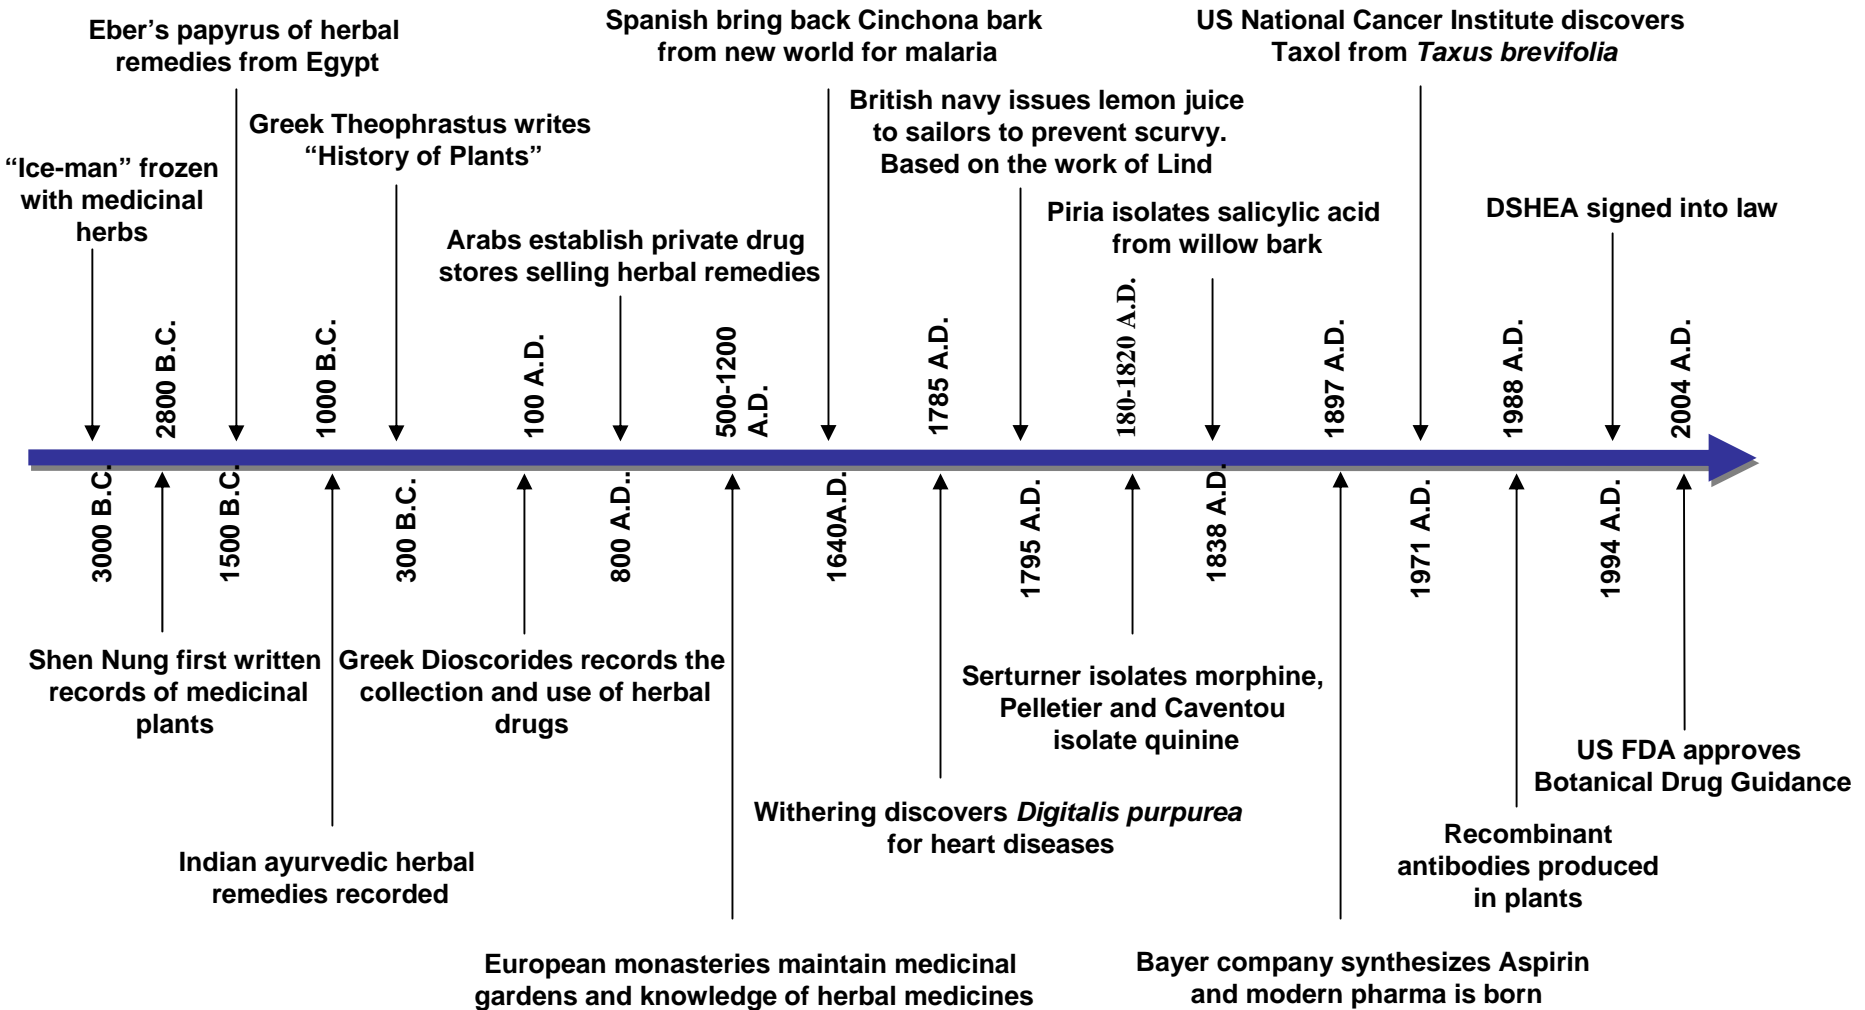 Eber’s papyrus of herbal
remedies from Egypt
Spanish bring back Cinchona bark
from new world for malaria
US National Cancer Institute discovers
Taxol from Taxus brevifolia
“Ice-man” frozen
with medicinal
herbs
Greek Theophrastus writes
“History of Plants”
British navy issues lemon juice
to sailors to prevent scurvy.
Based on the work of Lind
Arabs establish private drug
stores selling herbal remedies
Piria isolates salicylic acid
from willow bark
DSHEA signed into law
2800 B.C.
1000 B.C.
100 A.D.
500-1200
A.D.
1785 A.D.
180-1820 A.D.
1897 A.D.
1988 A.D.
2004 A.D.
3000 B.C.
1500 B.C.
300 B.C.
800 A.D..
1640A.D.
1795 A.D.
1838 A.D.
1971 A.D.
1994 A.D.
Shen Nung first written
records of medicinal
plants
Greek Dioscorides records the
collection and use of herbal
drugs
Serturner isolates morphine,
Pelletier and Caventou
isolate quinine
US FDA approves
Botanical Drug Guidance
Indian ayurvedic herbal
remedies recorded
Withering discovers Digitalis purpurea
for heart diseases
Recombinant
antibodies produced
in plants
European monasteries maintain medicinal
gardens and knowledge of herbal medicines
Bayer company synthesizes Aspirin
and modern pharma is born